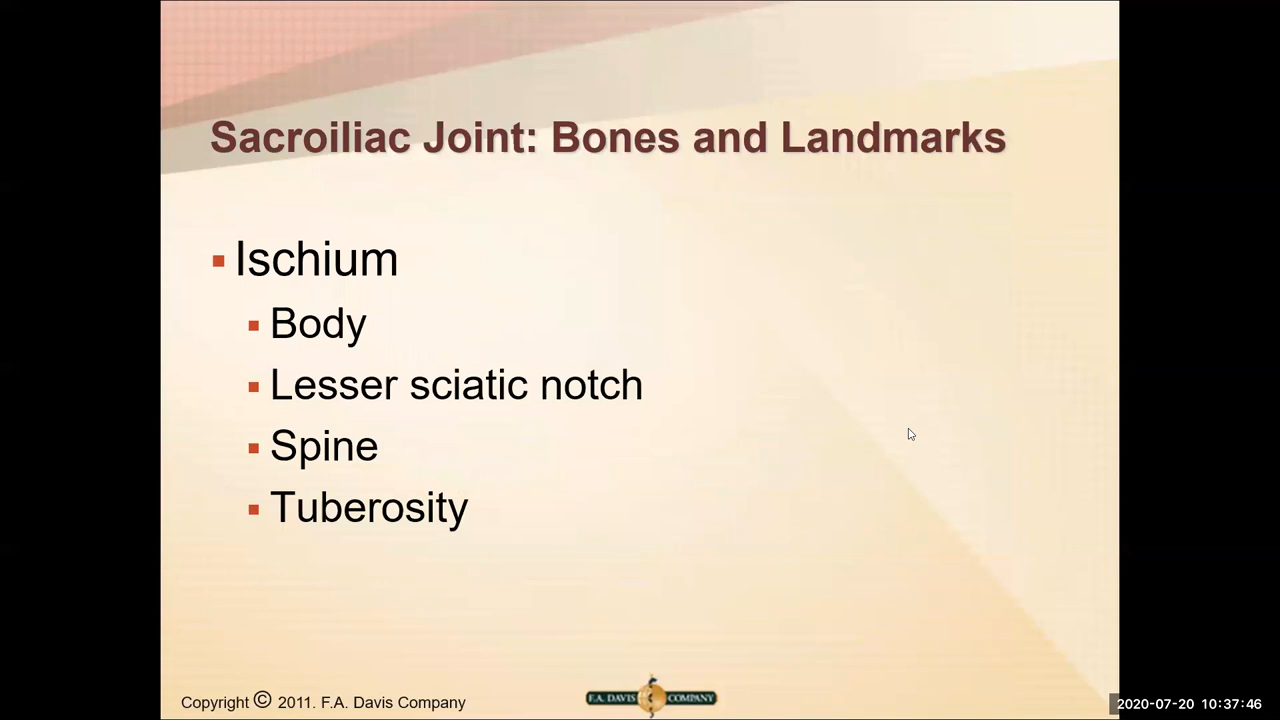 Sacroiliac Joint: Bones and Landmarks
Ischium
Body
Lesser sciatic notch
Spine
Tuberosity
Copyright © 2011. F.A. Davis Company
F.A. DAVIS COMPANY
2020-07-20 10:37:46